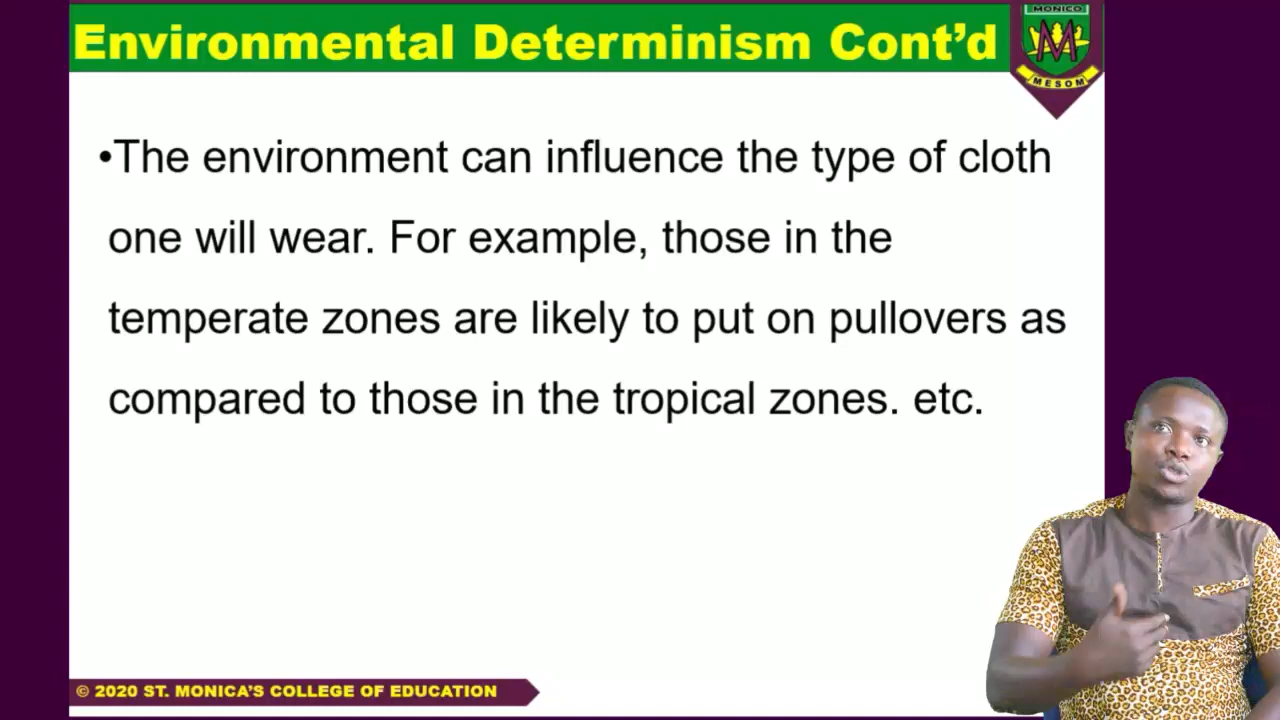 Environmental Determinism Cont'd
MONICO
M
MESOM
•The environment can influence the type of cloth
one will wear. For example, those in the
temperate zones are likely to put on pullovers as
compared to those in the tropical zones. etc.
© 2020 ST. MONICA'S COLLEGE OF EDUCATION